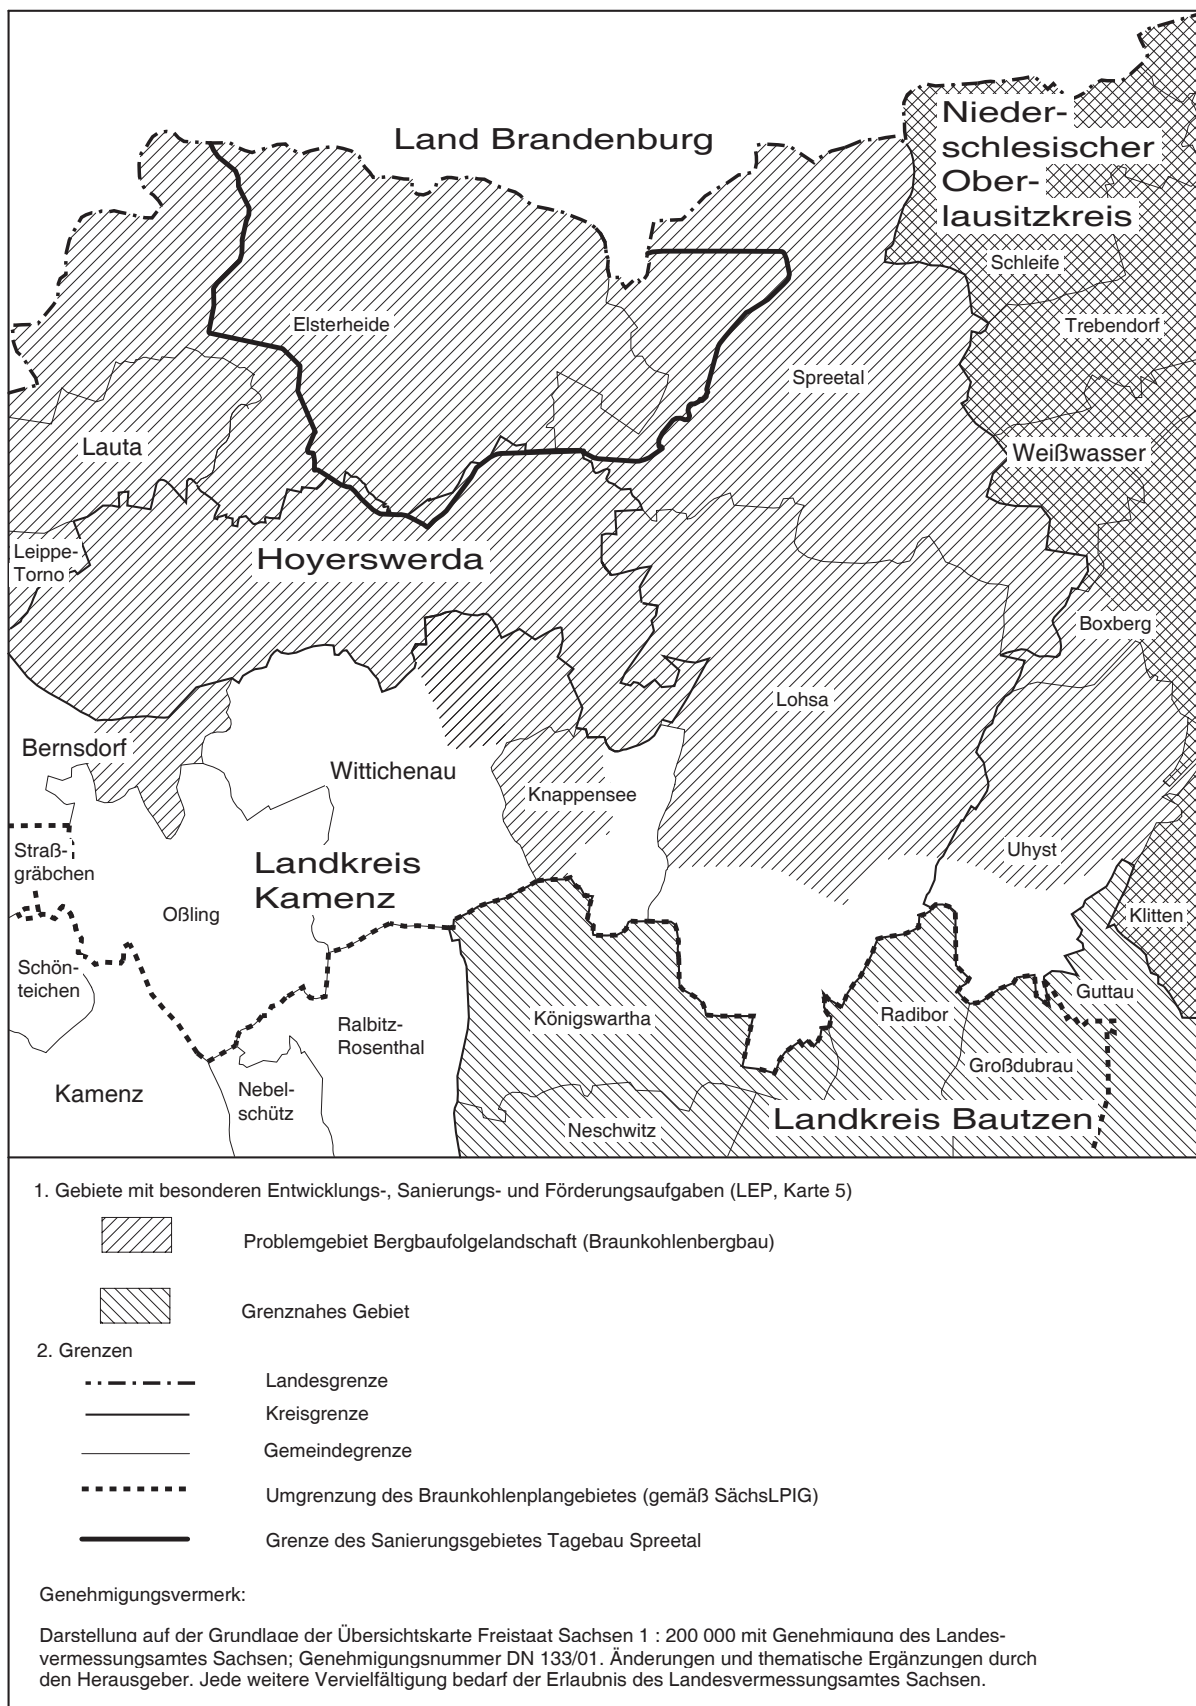 Land Brandenburg
Nieder-
schlesischer
Ober-
lausitzkreis
Schleife
Elsterheide
Trebendorf
Spreetal
Lauta
Weißwasser
Leippe-
Torno
Hoyerswerda
Boxberg
Lohsa
Bernsdorf
Wittichenau
Knappensee
Straß-
gräbchen
Landkreis
Kamenz
Uhyst
Oßling
Klitten
Schön-
teichen
Guttau
Königswartha
Radibor
Ralbitz-
Rosenthal
Großdubrau
Kamenz
Nebel-
schütz
Neschwitz
Landkreis Bautzen
1. Gebiete mit besonderen Entwicklungs-, Sanierungs- und Förderungsaufgaben (LEP, Karte 5)
Problemgebiet Bergbaufolgelandschaft (Braunkohlenbergbau)
Grenznahes Gebiet
2. Grenzen
Landesgrenze
Kreisgrenze
Gemeindegrenze
Umgrenzung des Braunkohlenplangebietes (gemäß SächsLPlG)
Grenze des Sanierungsgebietes Tagebau Spreetal
Genehmigungsvermerk:
Darstellung auf der Grundlage der Übersichtskarte Freistaat Sachsen 1 : 200 000 mit Genehmigung des Landes-
vermessungsamtes Sachsen; Genehmigungsnummer DN 133/01. Änderungen und thematische Ergänzungen durch
den Herausgeber. Jede weitere Vervielfältigung bedarf der Erlaubnis des Landesvermessungsamtes Sachsen.